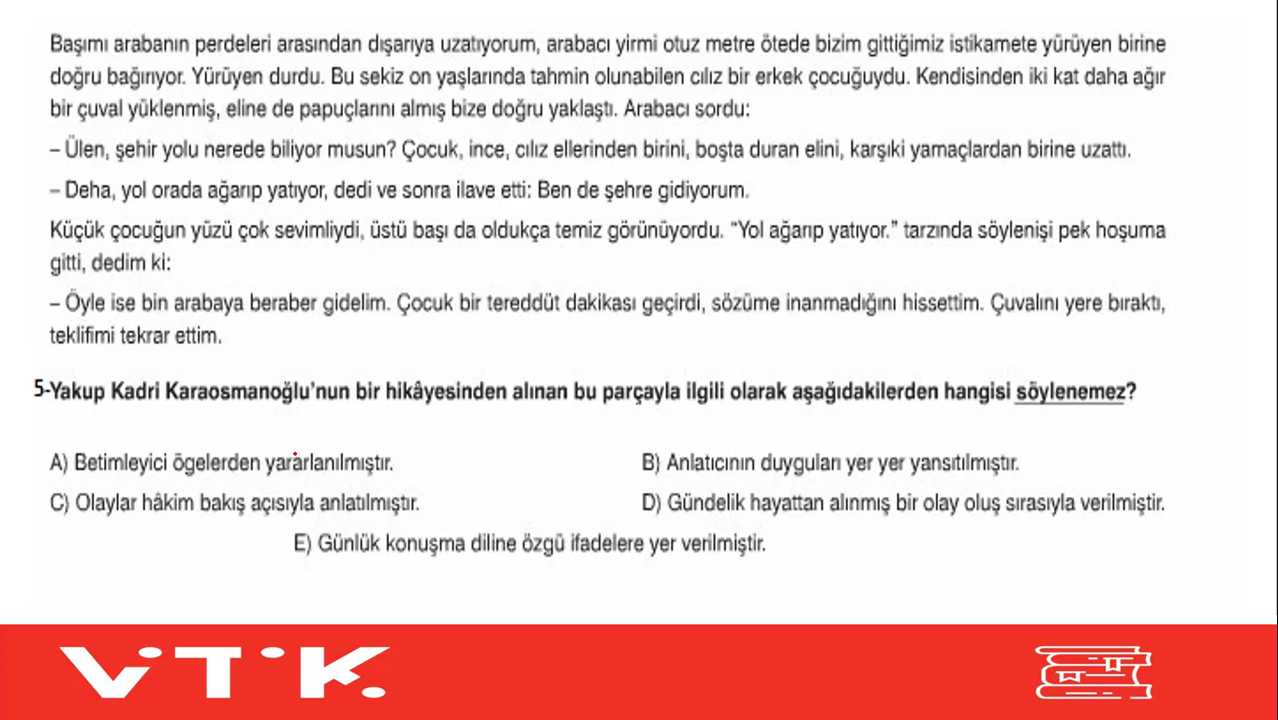 Başımı arabanın perdeleri arasından dışarıya uzatıyorum, arabacı yirmi otuz metre ötede bizim gittiğimiz istikamete yürüyen birine
doğru bağırıyor. Yürüyen durdu. Bu sekiz on yaşlarında tahmin olunabilen cılız bir erkek çocuğuydu. Kendisinden iki kat daha ağır
bir çuval yüklenmiş, eline de papuçlarını almış bize doğru yaklaştı. Arabacı sordu:
– Ülen, şehir yolu nerede biliyor musun? Çocuk, ince, cılız ellerinden birini, boşta duran elini, karşıki yamaçlardan birine uzattı.
– Deha, yol orada ağarıp yatıyor, dedi ve sonra ilave etti: Ben de şehre gidiyorum.
Küçük çocuğun yüzü çok sevimliydi, üstü başı da oldukça temiz görünüyordu. “Yol ağarıp yatıyor.” tarzında söylenişi pek hoşuma
gitti, dedim ki:
– Öyle ise bin arabaya beraber gidelim. Çocuk bir tereddüt dakikası geçirdi, sözüme inanmadığını hissettim. Çuvalını yere bıraktı,
teklifimi tekrar ettim.
5-Yakup Kadri Karaosmanoğlu’nun bir hikâyesinden alınan bu parçayla ilgili olarak aşağıdakilerden hangisi söylenemez?
A) Betimleyici ögelerden yararlanılmıştır.
B) Anlatıcının duyguları yer yer yansıtılmıştır.
C) Olaylar hâkim bakış açısıyla anlatılmıştır.
D) Gündelik hayattan alınmış bir olay oluş sırasıyla verilmiştir.
E) Günlük konuşma diline özgü ifadelere yer verilmiştir.
VTK